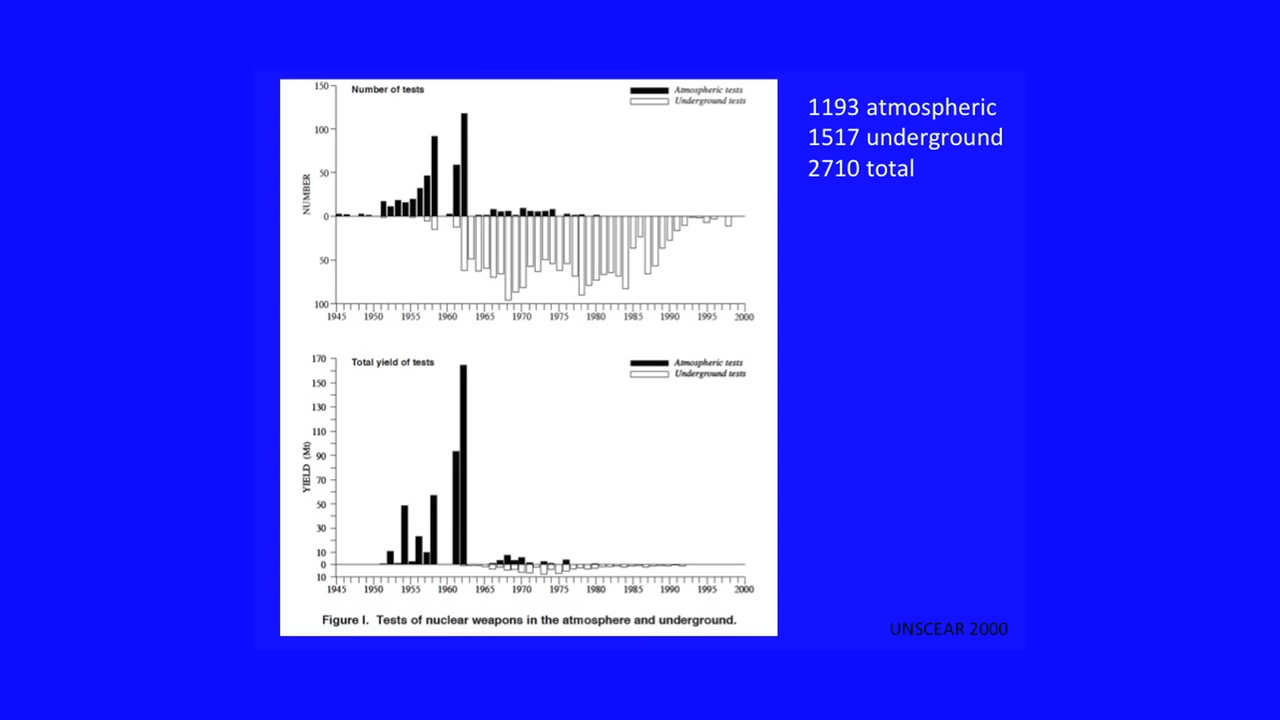 Number of tests
Atmospheric tests
Underground tests
150
100
50
0
50
100
NUMBER
1945 1950 1955 1960 1965 1970 1975 1980 1985 1990 1995 2000
Total yield of tests
Atmospheric tests
Underground tests
170
150
130
110
90
70
50
30
10
0
10
YIELD (Mt)
1945 1950 1955 1960 1965 1970 1975 1980 1985 1990 1995 2000
Figure I. Tests of nuclear weapons in the atmosphere and underground.
1193 atmospheric
1517 underground
2710 total
UNSCEAR 2000